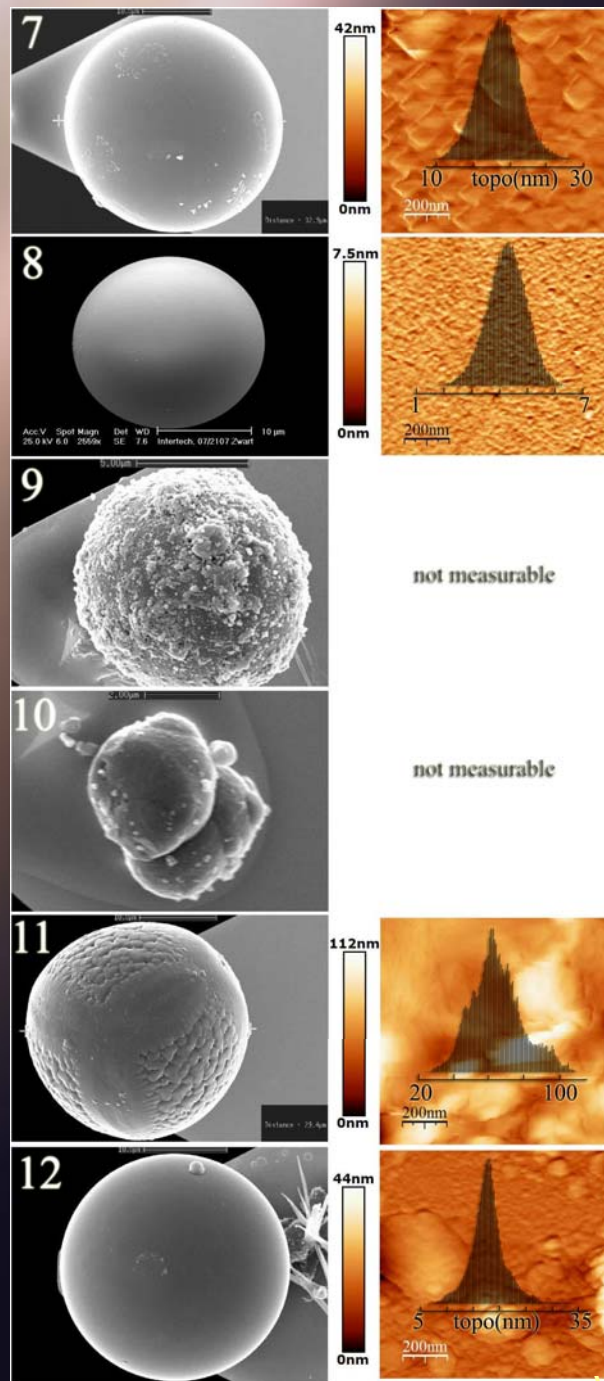 7
42nm
0nm
10 topo(nm) 30
200nm
8
7.5nm
0nm
1 7
200nm
Acc.V Spot Magn Det WD 10 µm
25.0 kV 6.0 2559x SE 7.6 Intertech, 07/2107 Zwart
9
5.00µm
not measurable
10
2.00µm
not measurable
11
112nm
0nm
20 100
200nm
12
44nm
0nm
5 topo(nm) 35
200nm